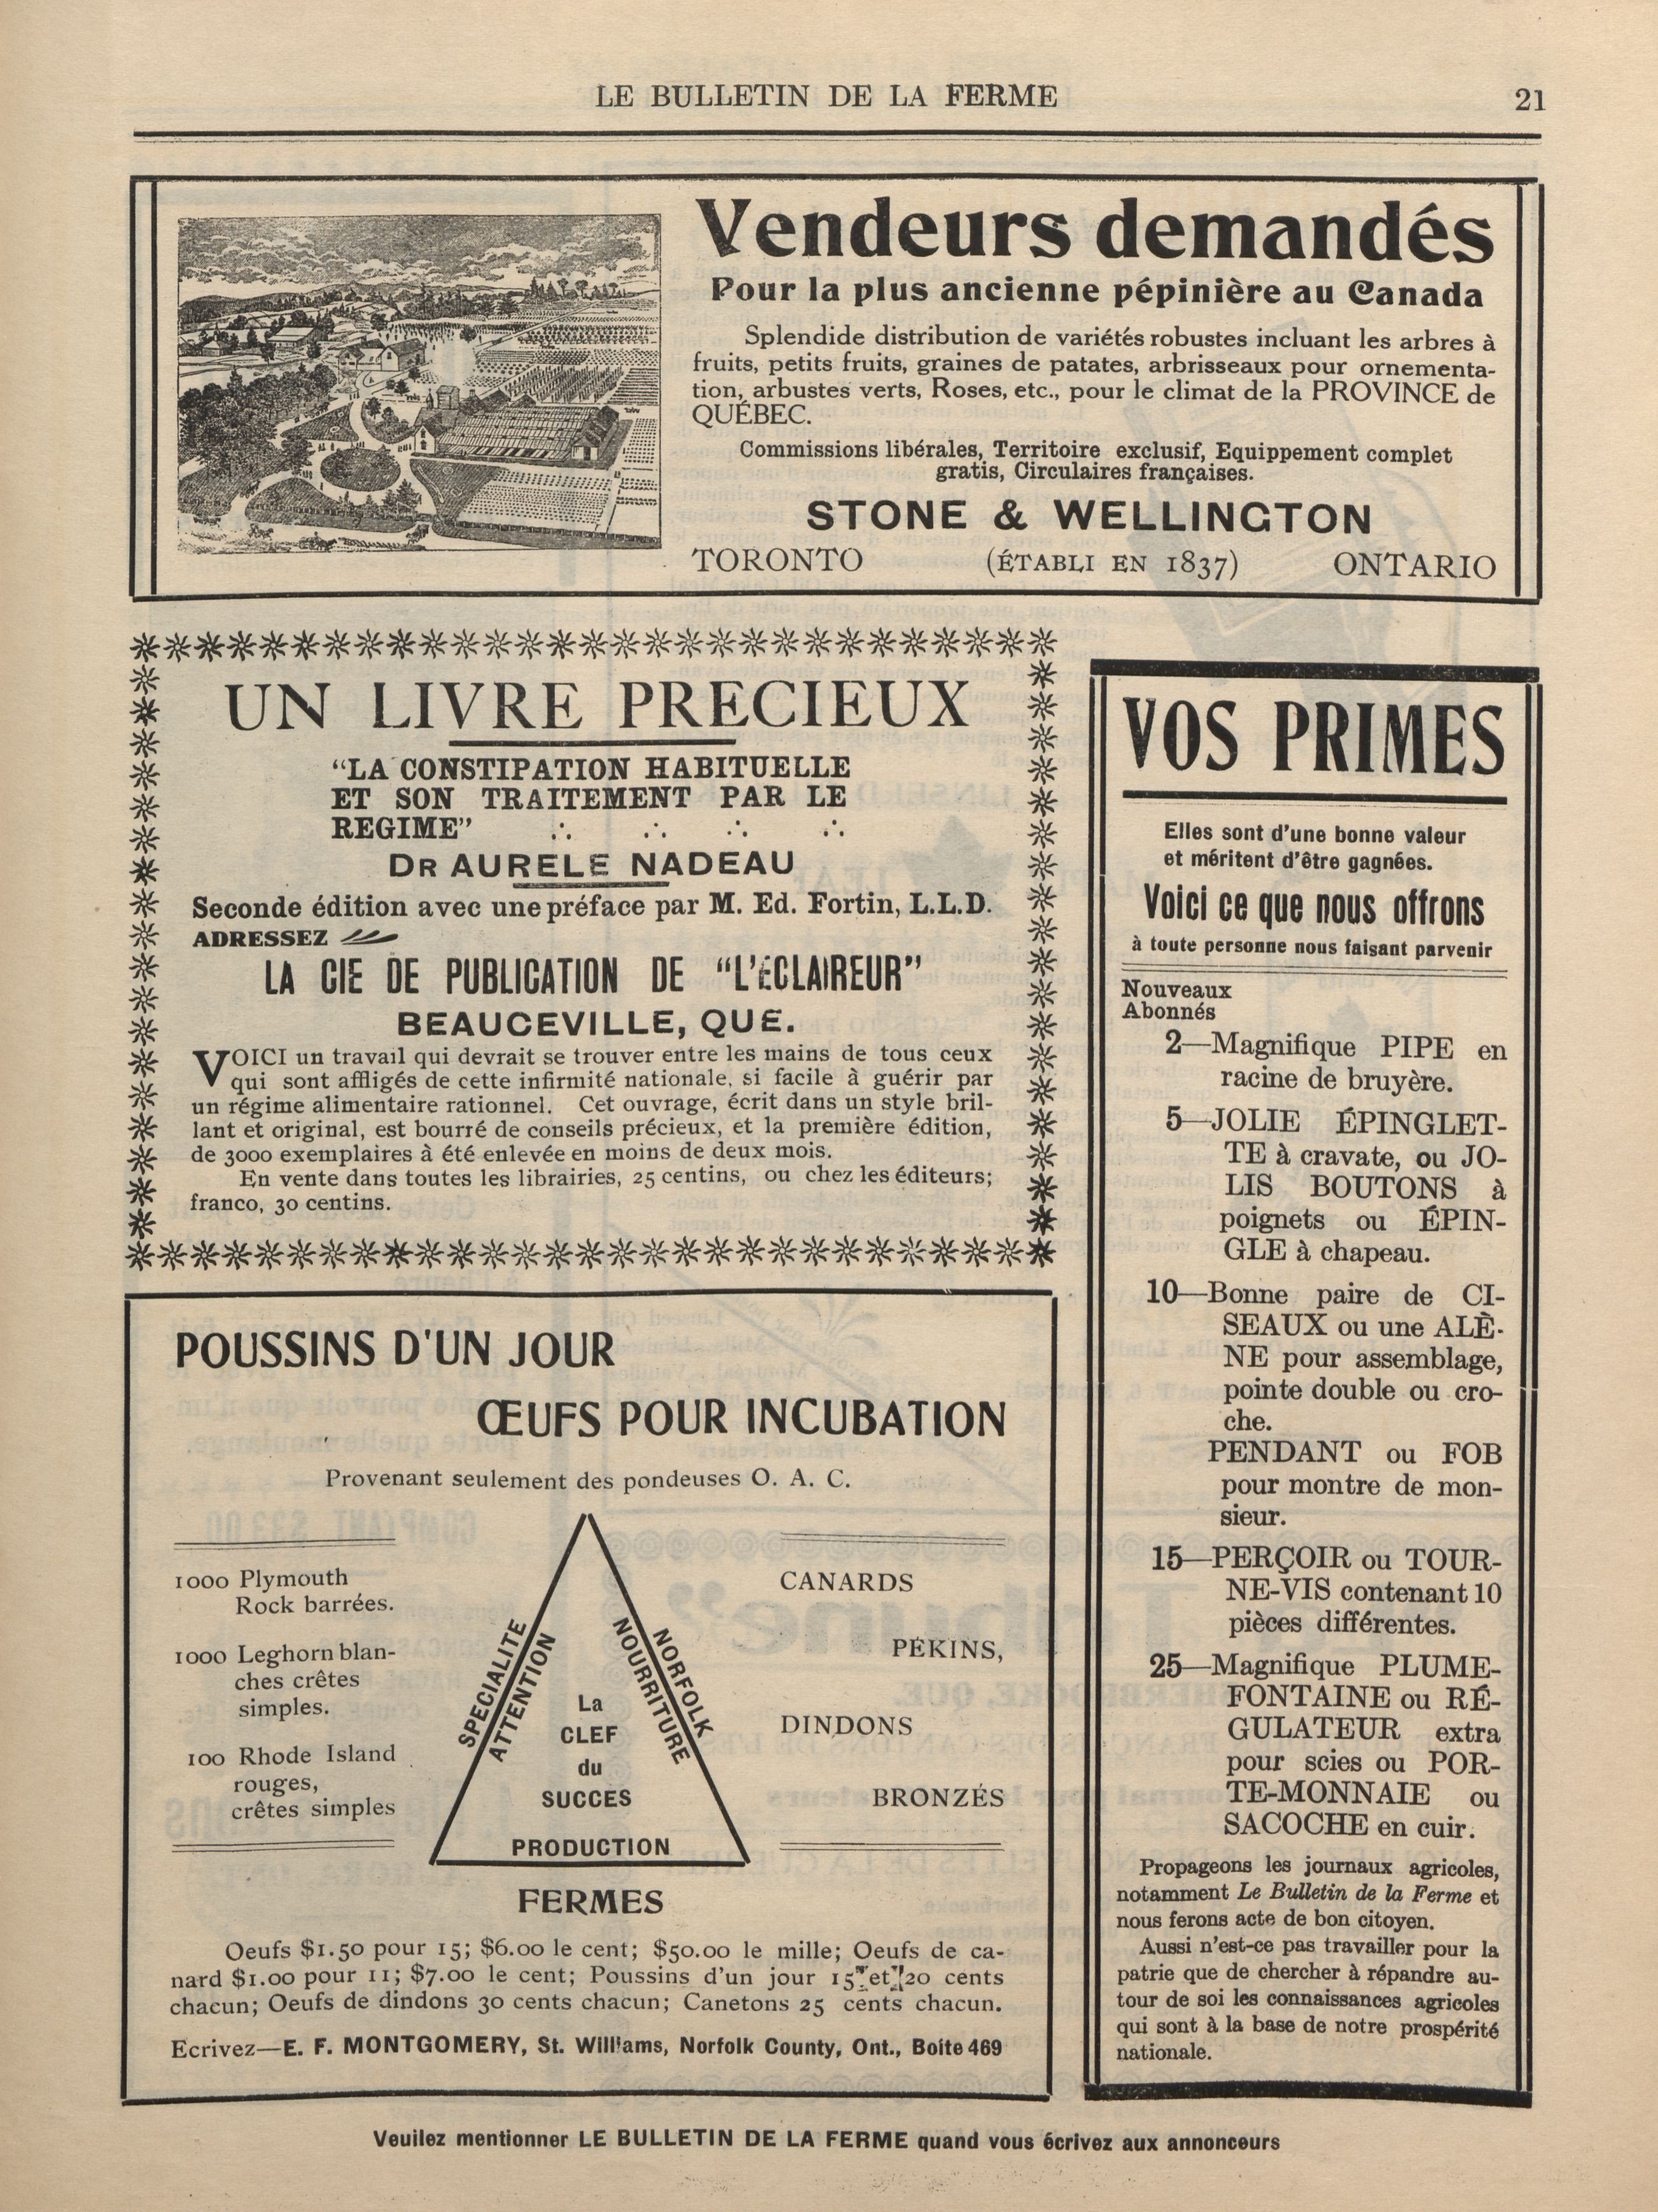 LE BULLETIN DE LA FERME 21
Vendeurs demandés
Pour la plus ancienne pépinière au Canada
Splendide distribution de variétés robustes incluant les arbres à
fruits, petits fruits, graines de patates, arbrisseaux pour ornementa-
tion, arbustes verts, Roses, etc., pour le climat de la PROVINCE de
QUÉBEC.
Commissions libérales, Territoire exclusif, Equippement complet
gratis, Circulaires françaises.
STONE & WELLINGTON
TORONTO (ÉTABLI EN 1837) ONTARIO
UN LIVRE PRECIEUX
“LA CONSTIPATION HABITUELLE
ET SON TRAITEMENT PAR LE
REGIME” ∴ ∴ ∴ ∴
DR AURELE NADEAU
Seconde édition avec une préface par M. Ed. Fortin, L.L.D.
ADRESSEZ
LA CIE DE PUBLICATION DE “L'ÉCLAIREUR”
BEAUCEVILLE, QUE.
VOICI un travail qui devrait se trouver entre les mains de tous ceux
qui sont affligés de cette infirmité nationale, si facile à guérir par
un régime alimentaire rationnel. Cet ouvrage, écrit dans un style bril-
lant et original, est bourré de conseils précieux, et la première édition,
de 3000 exemplaires à été enlevée en moins de deux mois.
En vente dans toutes les librairies, 25 centins, ou chez les éditeurs;
franco, 30 centins.
POUSSINS D'UN JOUR
ŒUFS POUR INCUBATION
Provenant seulement des pondeuses O. A. C.
1000 Plymouth
Rock barrées.
1000 Leghorn blan-
ches crêtes
simples.
100 Rhode Island
rouges,
crêtes simples
SPECIALITE
ATTENTION
NORFOLK
NOURRITURE
La
CLEF
du
SUCCES
PRODUCTION
CANARDS
PÉKINS,
DINDONS
BRONZÉS
FERMES
Oeufs $1.50 pour 15; $6.00 le cent; $50.00 le mille; Oeufs de ca-
nard $1.00 pour 11; $7.00 le cent; Poussins d'un jour 15 et 20 cents
chacun; Oeufs de dindons 30 cents chacun; Canetons 25 cents chacun.
Ecrivez—E. F. MONTGOMERY, St. Williams, Norfolk County, Ont., Boite 469
VOS PRIMES
Elles sont d'une bonne valeur
et méritent d'être gagnées.
Voici ce que nous offrons
à toute personne nous faisant parvenir
Nouveaux
Abonnés
2—Magnifique PIPE en
racine de bruyère.
5—JOLIE ÉPINGLET-
TE à cravate, ou JO-
LIS BOUTONS à
poignets ou ÉPIN-
GLE à chapeau.
10—Bonne paire de CI-
SEAUX ou une ALÈ-
NE pour assemblage,
pointe double ou cro-
che.
PENDANT ou FOB
pour montre de mon-
sieur.
15—PERÇOIR ou TOUR-
NE-VIS contenant 10
pièces différentes.
25—Magnifique PLUME-
FONTAINE ou RÉ-
GULATEUR extra
pour scies ou POR-
TE-MONNAIE ou
SACOCHE en cuir.
Propageons les journaux agricoles,
notamment Le Bulletin de la Ferme et
nous ferons acte de bon citoyen.
Aussi n'est-ce pas travailler pour la
patrie que de chercher à répandre au-
tour de soi les connaissances agricoles
qui sont à la base de notre prospérité
nationale.
Veuilez mentionner LE BULLETIN DE LA FERME quand vous écrivez aux annonceurs